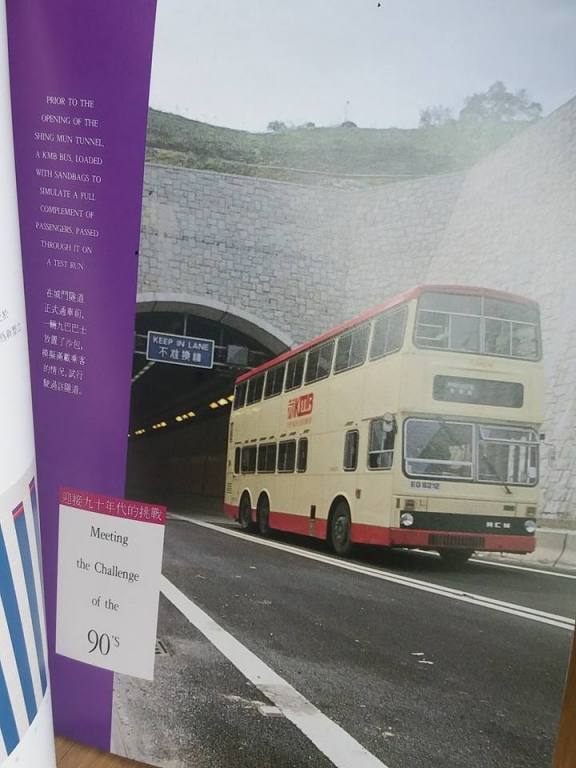 PRIOR TO THE
OPENING OF THE
SHING MUN TUNNEL,
A KMB BUS, LOADED
WITH SANDBAGS TO
SIMULATE A FULL
COMPLEMENT OF
PASSENGERS, PASSED
THROUGH IT ON
A TEST RUN
在城門隧道
正式通車前,
一輛九巴巴士
放置了沙包,
模擬滿載乘客
的情況,試行
駛過該隧道。
KEEP IN LANE
不准換綫
KMB
EG9212
MCW
迎接九十年代的挑戰
Meeting
the Challenge
of the
90'S